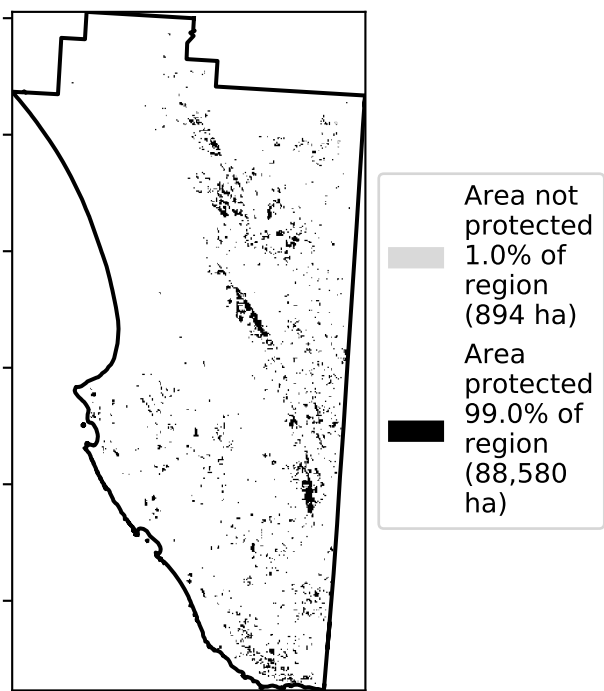 Area not
protected
1.0% of
region
(894 ha)
Area
protected
99.0% of
region
(88,580
ha)